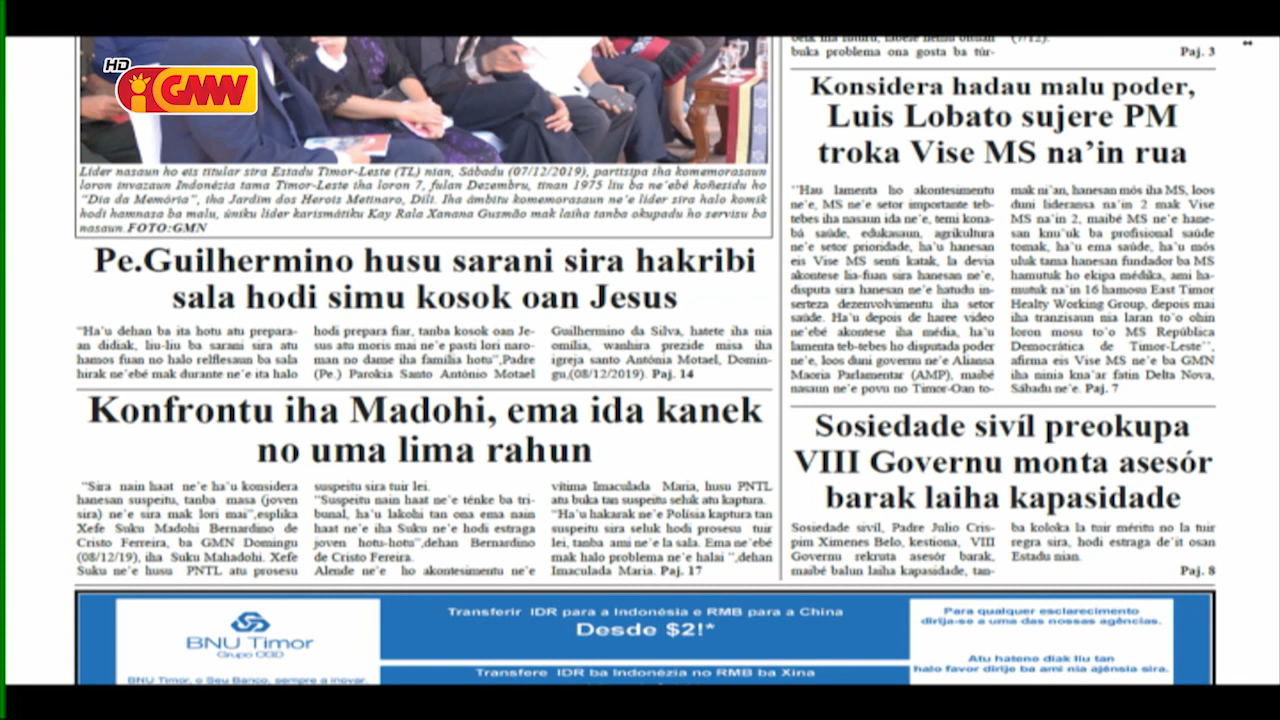 HD
GMN
buka problema ona gosta ba túr-
Paj. 3
Lider nasaun ho eis titular sira Estadu Timor-Leste (TL) nian, Sábadu (07/12/2019), partisipa iha komemorasaun
loron invazaun Indonézia tama Timor-Leste iha loron 7, fulan Dezembru, tinan 1975 liu ba ne'ebé koñesidu ho
"Dia da Memória", iha Jardim dos Herois Metinaro, Dili. Iha âmbitu komemorasaun ne'e lider sira halo komik
hodi hamnasa ba malu, úniku lider karismátiku Kay Rala Xanana Gusmão mak laiha tanba okupadu ho servisu ba
nasaun.FOTO:GMN
Pe.Guilhermino husu sarani sira hakribi
sala hodi simu kosok oan Jesus
"Ha'u dehan ba ita hotu atu prepara-
an didiak, liu-liu ba sarani sira atu
hamos fuan no halo relflesaun ba sala
hirak ne'ebé mak durante ne'e ita halo
hodi prepara fiar, tanba kosok oan Je-
sus atu moris mai ne'e pasti lori naro-
man no dame iha família hotu",Padre
(Pe.) Parokia Santo António Motael
Guilhermino da Silva, hatete iha nia
omilia, wanhira prezide misa iha
igreja santo Antónia Motael, Domin-
gu,(08/12/2019). Paj. 14
Konfrontu iha Madohi, ema ida kanek
no uma lima rahun
"Sira nain haat ne'e ha'u konsidera
hanesan suspeitu, tanba masa (joven
sira) ne'e sira mak lori mai",esplika
Xefe Suku Madohi Bernardino de
Cristo Ferreira, ba GMN Domingu
(08/12/19), iha Suku Mahadohi. Xefe
Suku ne'e husu PNTL atu prosesu
suspeitu sira tuir lei.
"Suspeitu nain haat ne'e ténke ba tri-
bunal, ha'u lakohi tan ona ema nain
haat ne'e iha Suku ne'e hodi estraga
joven hotu-hotu",dehan Bernardino
de Cristo Fereira.
Alende ne'e ho akontesimentu ne'e
vítima Imaculada Maria, husu PNTL
atu buka tan suspeitu seluk atu kaptura.
"Ha'u hakarak ne'e Polísia kaptura tan
suspeitu sira seluk hodi prosesu tuir
lei, tanba ami ne'e la sala. Ema ne'ebé
mak halo problema ne'e halai ",dehan
Imaculada Maria. Paj. 17
Konsidera hadau malu poder,
Luis Lobato sujere PM
troka Vise MS na'in rua
"Hau lamenta ho akontesimentu
ne'e, MS ne'e setor importante teb-
tebes iha nasaun ida ne'e, temi kona-
bá saúde, edukasaun, agrikultura
ne'e setor prioridade, ha'u hanesan
eis Vise MS senti katak, la devia
akontese lia-fuan sira hanesan ne'e,
disputa sira hanesan ne'e hatudu in-
serteza dezenvolvimentu iha setor
saúde. Ha'u depois de haree video
ne'ebé akontese iha média, ha'u
lamenta teb-tebes ho disputada poder
ne'e, loos duni governu ne'e Aliansa
Maoria Parlamentar (AMP), maibé
nasaun ne'e povu no Timor-Oan to-
mak ni'an, hanesan mós iha MS, loos
duni lideransa na'in 2 mak Vise
MS na'in 2, maibé MS ne'e hane-
san kmu'uk ba profisional saúde
tomak, ha'u ema saúde, ha'u mós
uluk tama hanesan fundador ba MS
hamutuk ho ekipa médika, ami ha-
mutuk na'in 16 hamosu East Timor
Healty Working Group, depois mai
iha tranzisaun nia laran to'o ohin
loron mosu to'o MS República
Democrática de Timor-Leste",
afirma eis Vise MS ne'e ba GMN
iha ninia kna'ar fatin Delta Nova,
Sábadu ne'e. Paj. 7
Sosiedade sivíl preokupa
VIII Governu monta asesór
barak laiha kapasidade
Sosiedade sivil, Padre Julio Cris-
pim Ximenes Belo, kestiona, VIII
Governu rekruta asesór barak,
maibé balun laiha kapasidade, tan-
ba koloka la tuir méritu no la tuir
regra sira, hodi estraga de'it osan
Estadu nian.
Paj. 8
BNU Timor
Grupo CGD
BNU Timor, o Seu Banco, sempre a inovar.
Transferir IDR para a Indonésia e RMB para a China
Desde $2!*
Transfere IDR ba Indonézia no RMB ba Xina
Para qualquer esclarecimento
dirija-se a uma das nossas agências.
Atu hatene diak liu tan
halo favor dirije ba ami nia ajénsia sira.